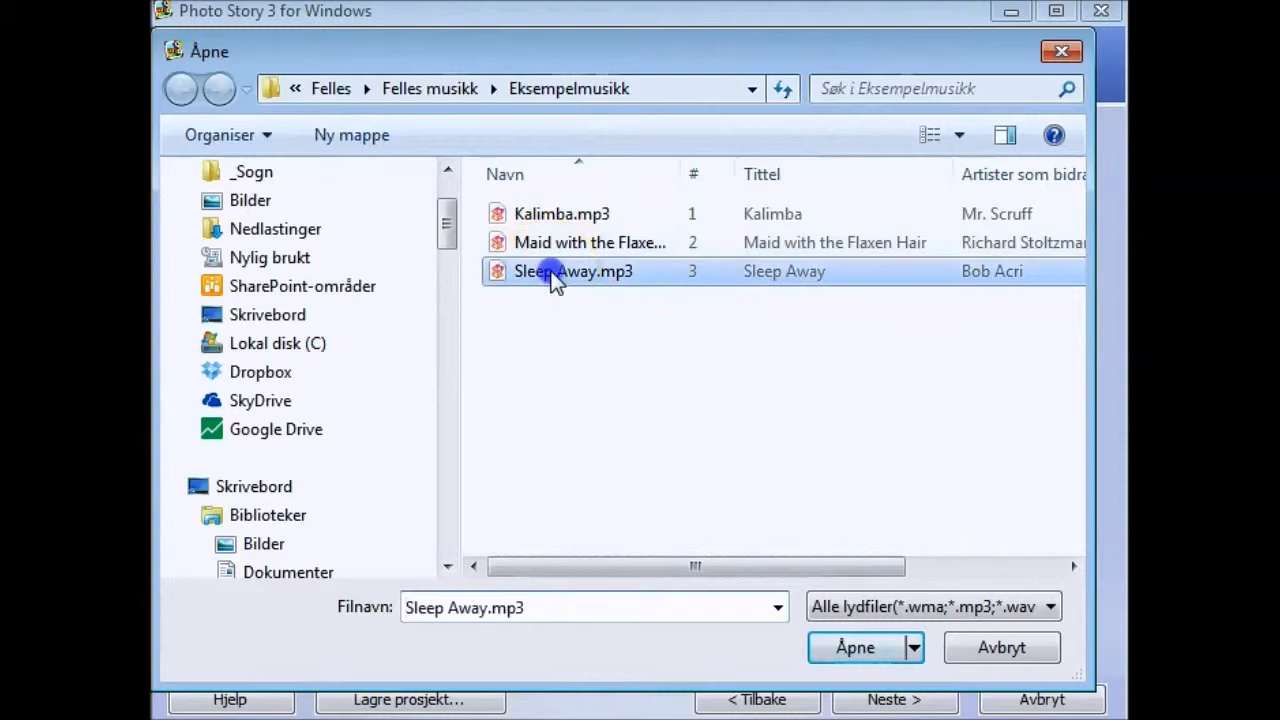 Photo Story 3 for Windows
Åpne
« Felles Felles musikk Eksempelmusikk
Søk i Eksempelmusikk
Organiser Ny mappe
_Sogn
Bilder
Nedlastinger
Nylig brukt
SharePoint-områder
Skrivebord
Lokal disk (C)
Dropbox
SkyDrive
Google Drive
Skrivebord
Biblioteker
Bilder
Dokumenter
Navn # Tittel Artister som bidra
Kalimba.mp3 1 Kalimba Mr. Scruff
Maid with the Flaxe... 2 Maid with the Flaxen Hair Richard Stoltzma
Sleep Away.mp3 3 Sleep Away Bob Acri
Filnavn: Sleep Away.mp3 Alle lydfiler(*.wma;*.mp3;*.wav
Åpne Avbryt
Hjelp Lagre prosjekt... < Tilbake Neste > Avbryt